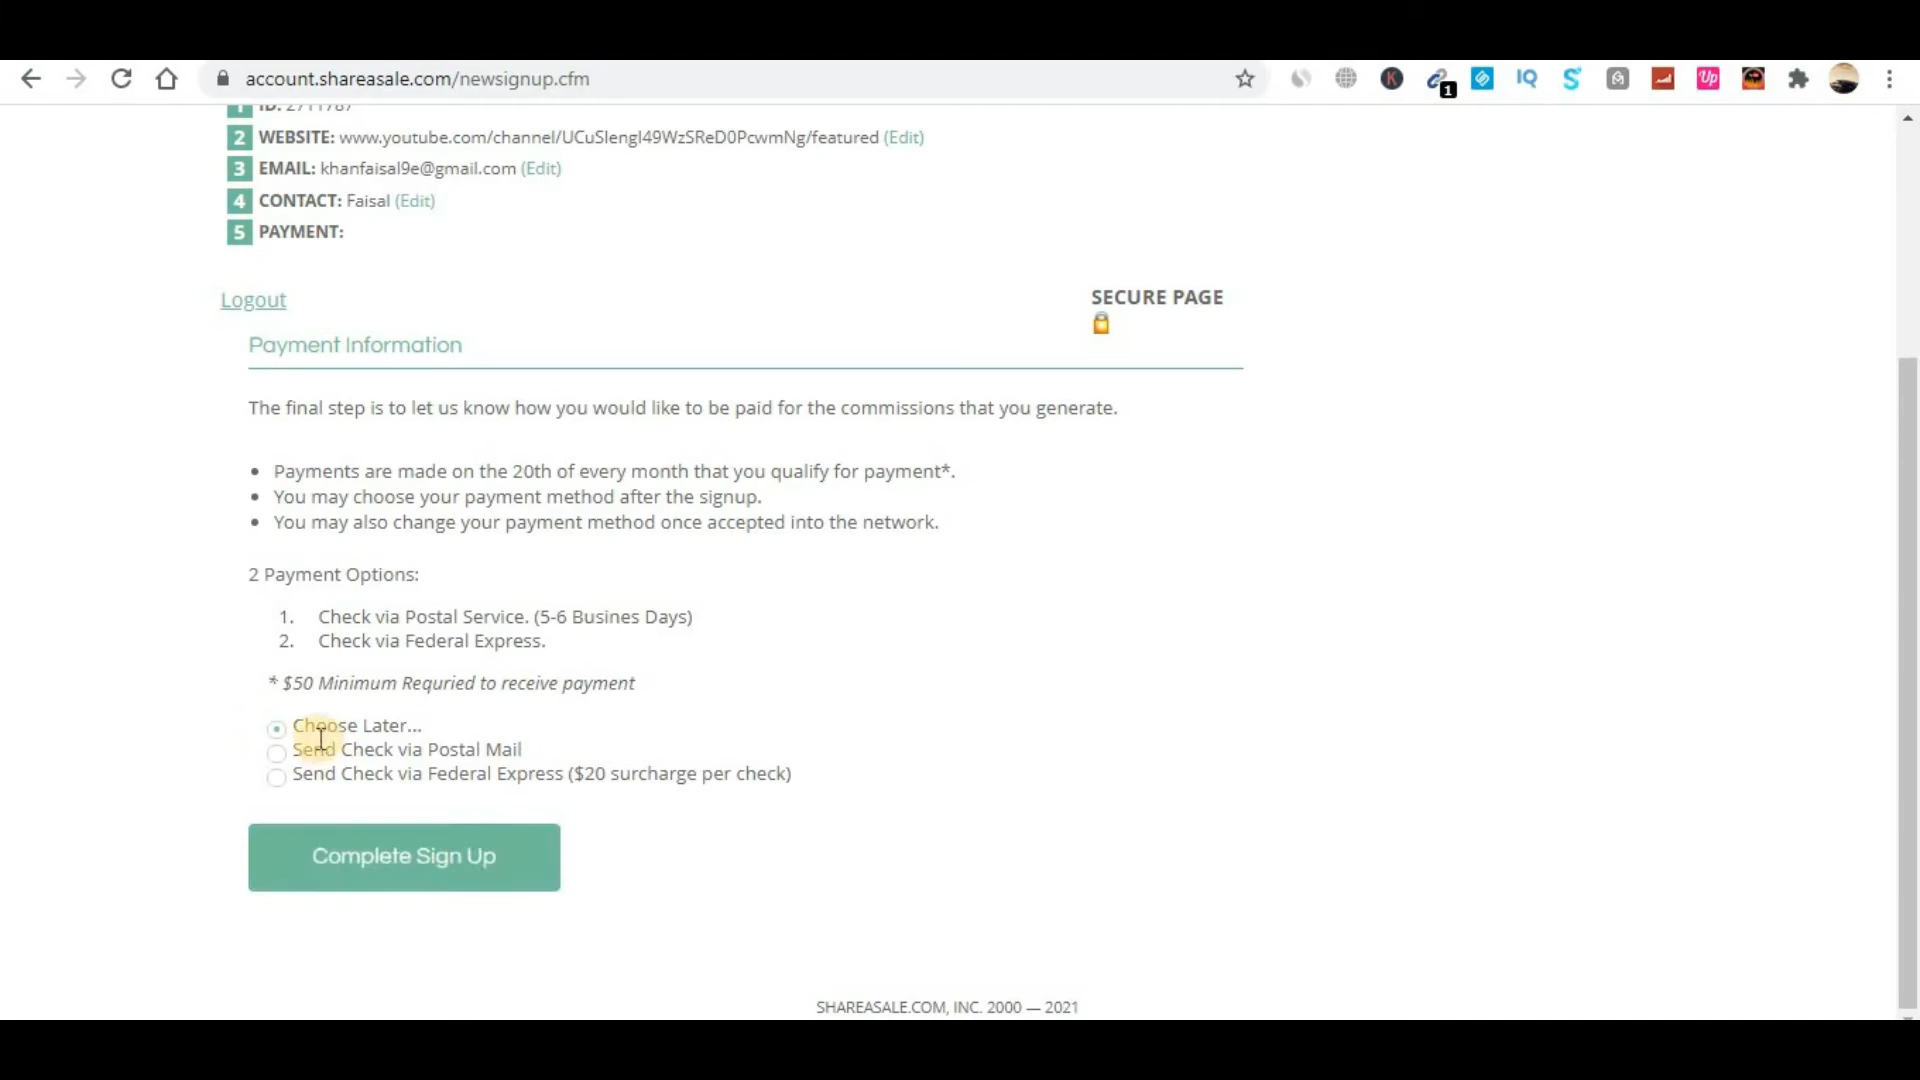 account.shareasale.com/newsignup.cfm
K
1
IQ
S
Up
1 ID: 2711787
2 WEBSITE: www.youtube.com/channel/UCuSlengI49WzSReD0PcwmNg/featured (Edit)
3 EMAIL: khanfaisal9e@gmail.com (Edit)
4 CONTACT: Faisal (Edit)
5 PAYMENT:
Logout
SECURE PAGE
Payment Information
The final step is to let us know how you would like to be paid for the commissions that you generate.
• Payments are made on the 20th of every month that you qualify for payment*.
• You may choose your payment method after the signup.
• You may also change your payment method once accepted into the network.
2 Payment Options:
1. Check via Postal Service. (5-6 Busines Days)
2. Check via Federal Express.
* $50 Minimum Requried to receive payment
Choose Later...
Send Check via Postal Mail
Send Check via Federal Express ($20 surcharge per check)
Complete Sign Up
SHAREASALE.COM, INC. 2000 — 2021